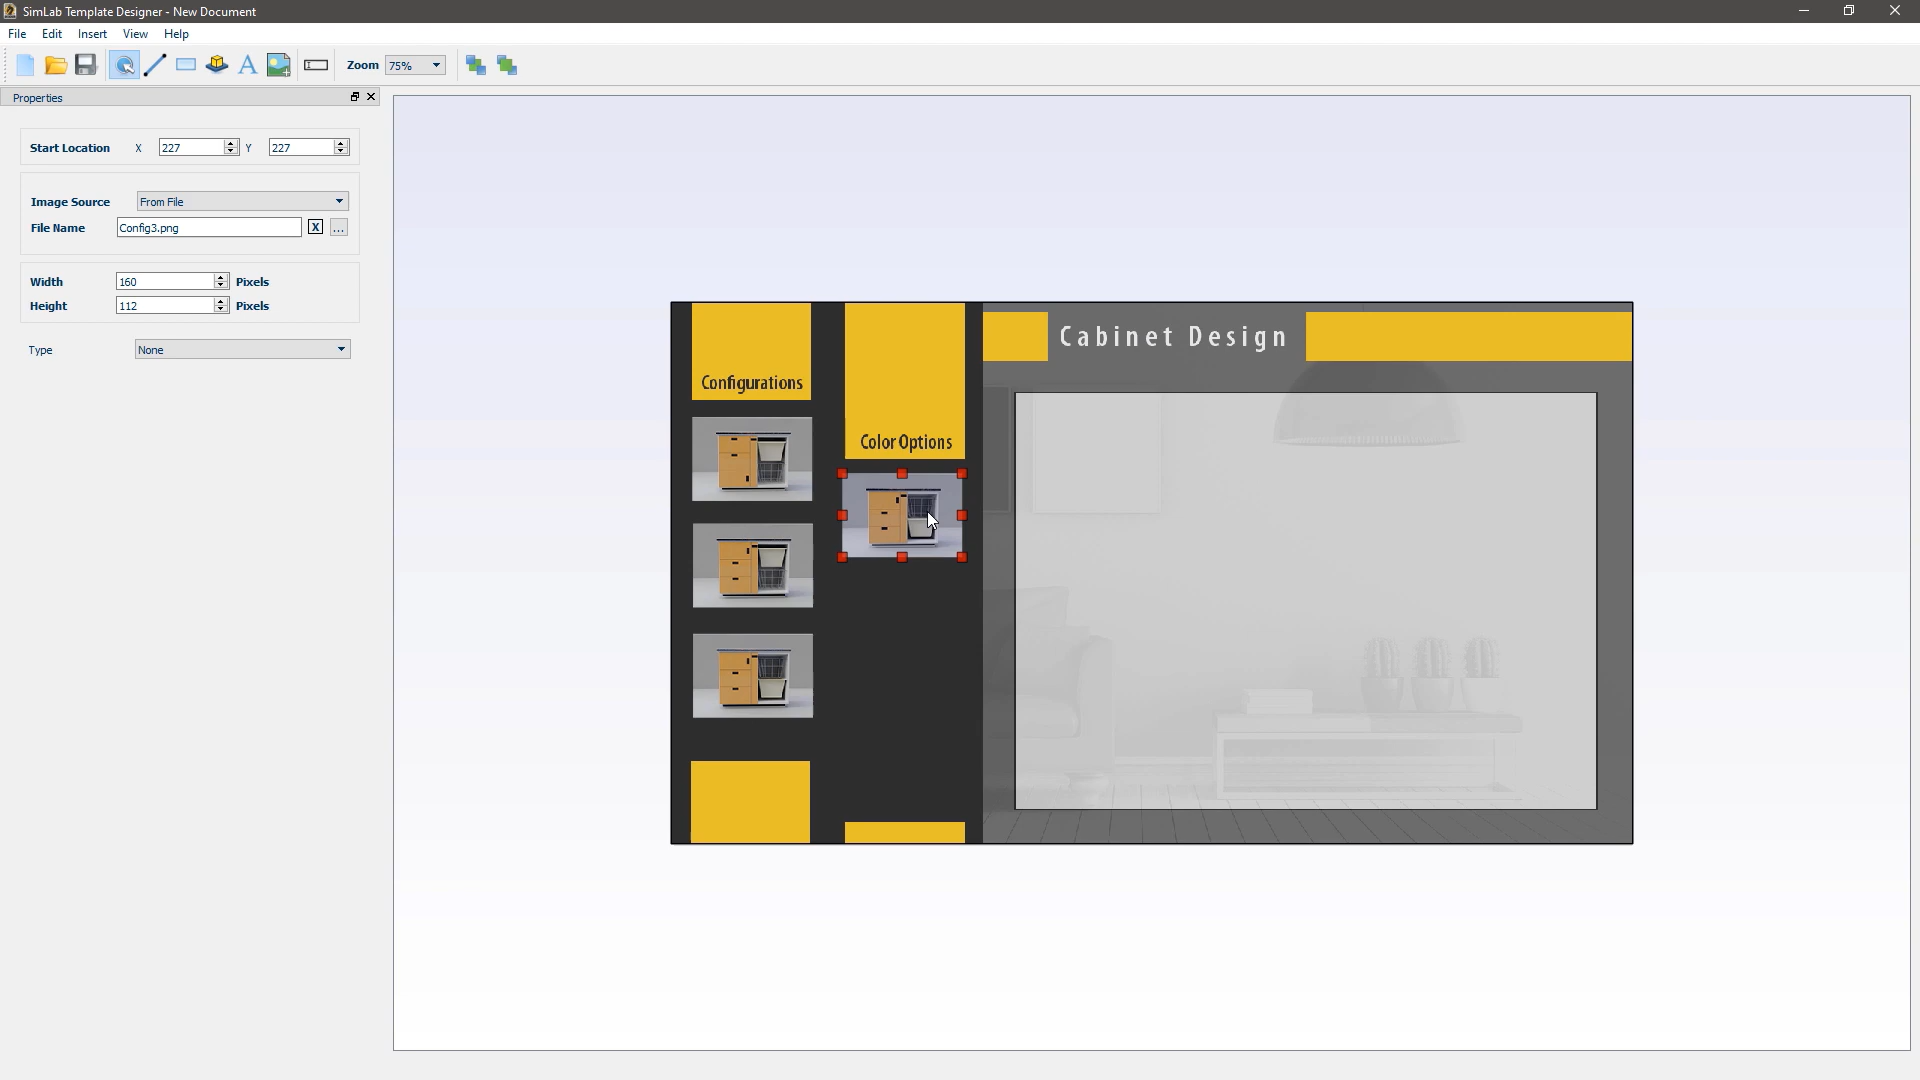 SimLab Template Designer - New Document
File Edit Insert View Help
Zoom 75%
Properties
Start Location X 227 Y 227
Image Source From File
File Name Config3.png X ...
Width 160 Pixels
Height 112 Pixels
Type None
Configurations
Color Options
Cabinet Design